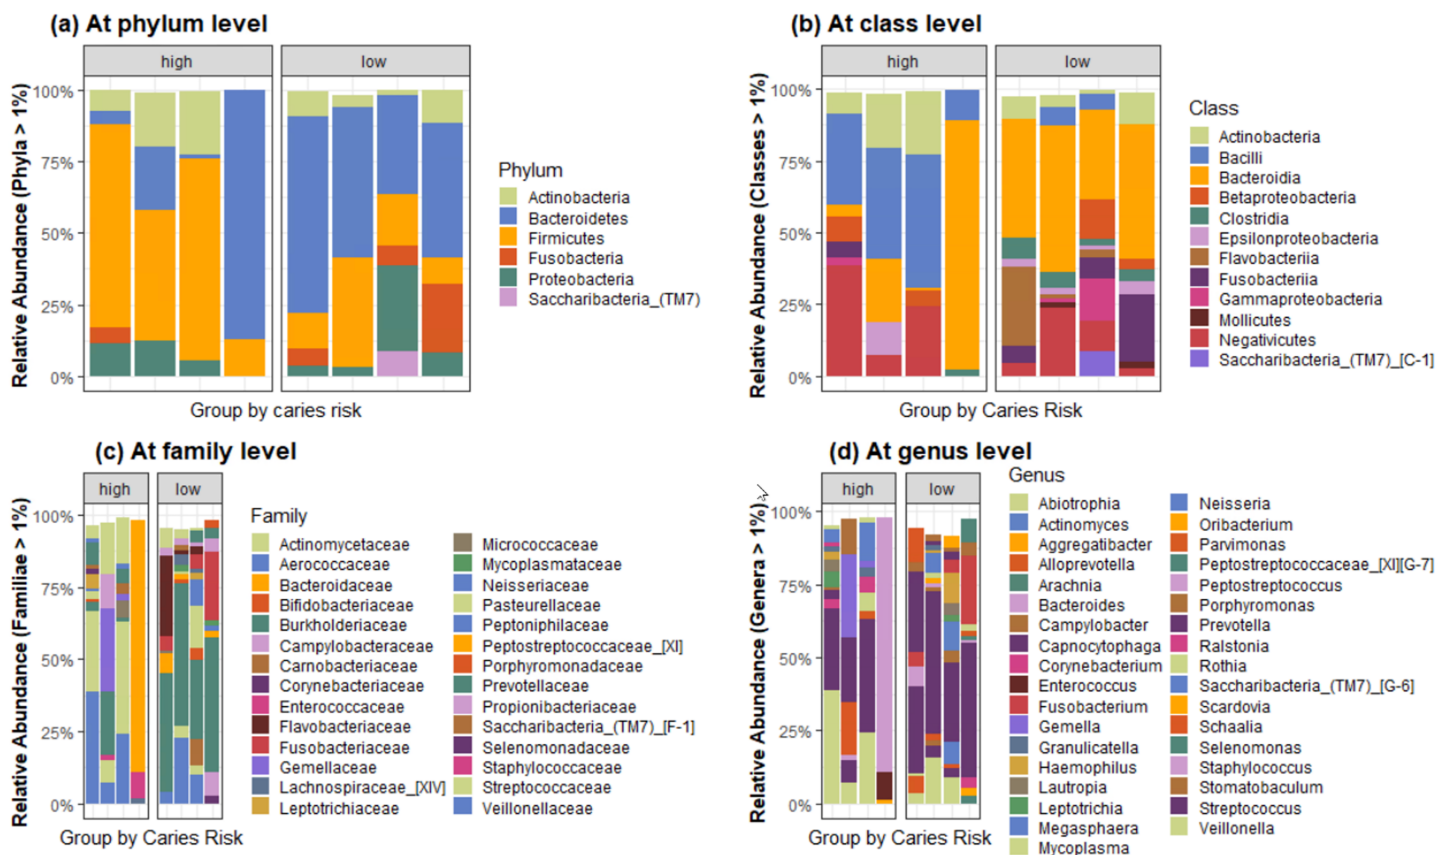 (a) At phylum level
high
low
Relative Abundance (Phyla > 1%)
100%
75%
50%
25%
0%
Group by caries risk
Phylum
Actinobacteria
Bacteroidetes
Firmicutes
Fusobacteria
Proteobacteria
Saccharibacteria_(TM7)
(b) At class level
high
low
Relative Abundance (Classes > 1%)
100%
75%
50%
25%
0%
Group by Caries Risk
Class
Actinobacteria
Bacilli
Bacteroidia
Betaproteobacteria
Clostridia
Epsilonproteobacteria
Flavobacteriia
Fusobacteriia
Gammaproteobacteria
Mollicutes
Negativicutes
Saccharibacteria_(TM7)_[C-1]
(c) At family level
high
low
Relative Abundance (Familiae > 1%)
100%
75%
50%
25%
0%
Group by Caries Risk
Family
Actinomycetaceae
Aerococcaceae
Bacteroidaceae
Bifidobacteriaceae
Burkholderiaceae
Campylobacteraceae
Carnobacteriaceae
Corynebacteriaceae
Enterococcaceae
Flavobacteriaceae
Fusobacteriaceae
Gemellaceae
Lachnospiraceae_[XIV]
Leptotrichiaceae
Micrococcaceae
Mycoplasmataceae
Neisseriaceae
Pasteurellaceae
Peptoniphilaceae
Peptostreptococcaceae_[XI]
Porphyromonadaceae
Prevotellaceae
Propionibacteriaceae
Saccharibacteria_(TM7)_[F-1]
Selenomonadaceae
Staphylococcaceae
Streptococcaceae
Veillonellaceae
(d) At genus level
high
low
Relative Abundance (Genera > 1%)
100%
75%
50%
25%
0%
Group by Caries Risk
Genus
Abiotrophia
Actinomyces
Aggregatibacter
Alloprevotella
Arachnia
Bacteroides
Campylobacter
Capnocytophaga
Corynebacterium
Enterococcus
Fusobacterium
Gemella
Granulicatella
Haemophilus
Lautropia
Leptotrichia
Megasphaera
Mycoplasma
Neisseria
Oribacterium
Parvimonas
Peptostreptococcaceae_[XI][G-7]
Peptostreptococcus
Porphyromonas
Prevotella
Ralstonia
Rothia
Saccharibacteria_(TM7)_[G-6]
Scardovia
Schaalia
Selenomonas
Staphylococcus
Stomatobaculum
Streptococcus
Veillonella